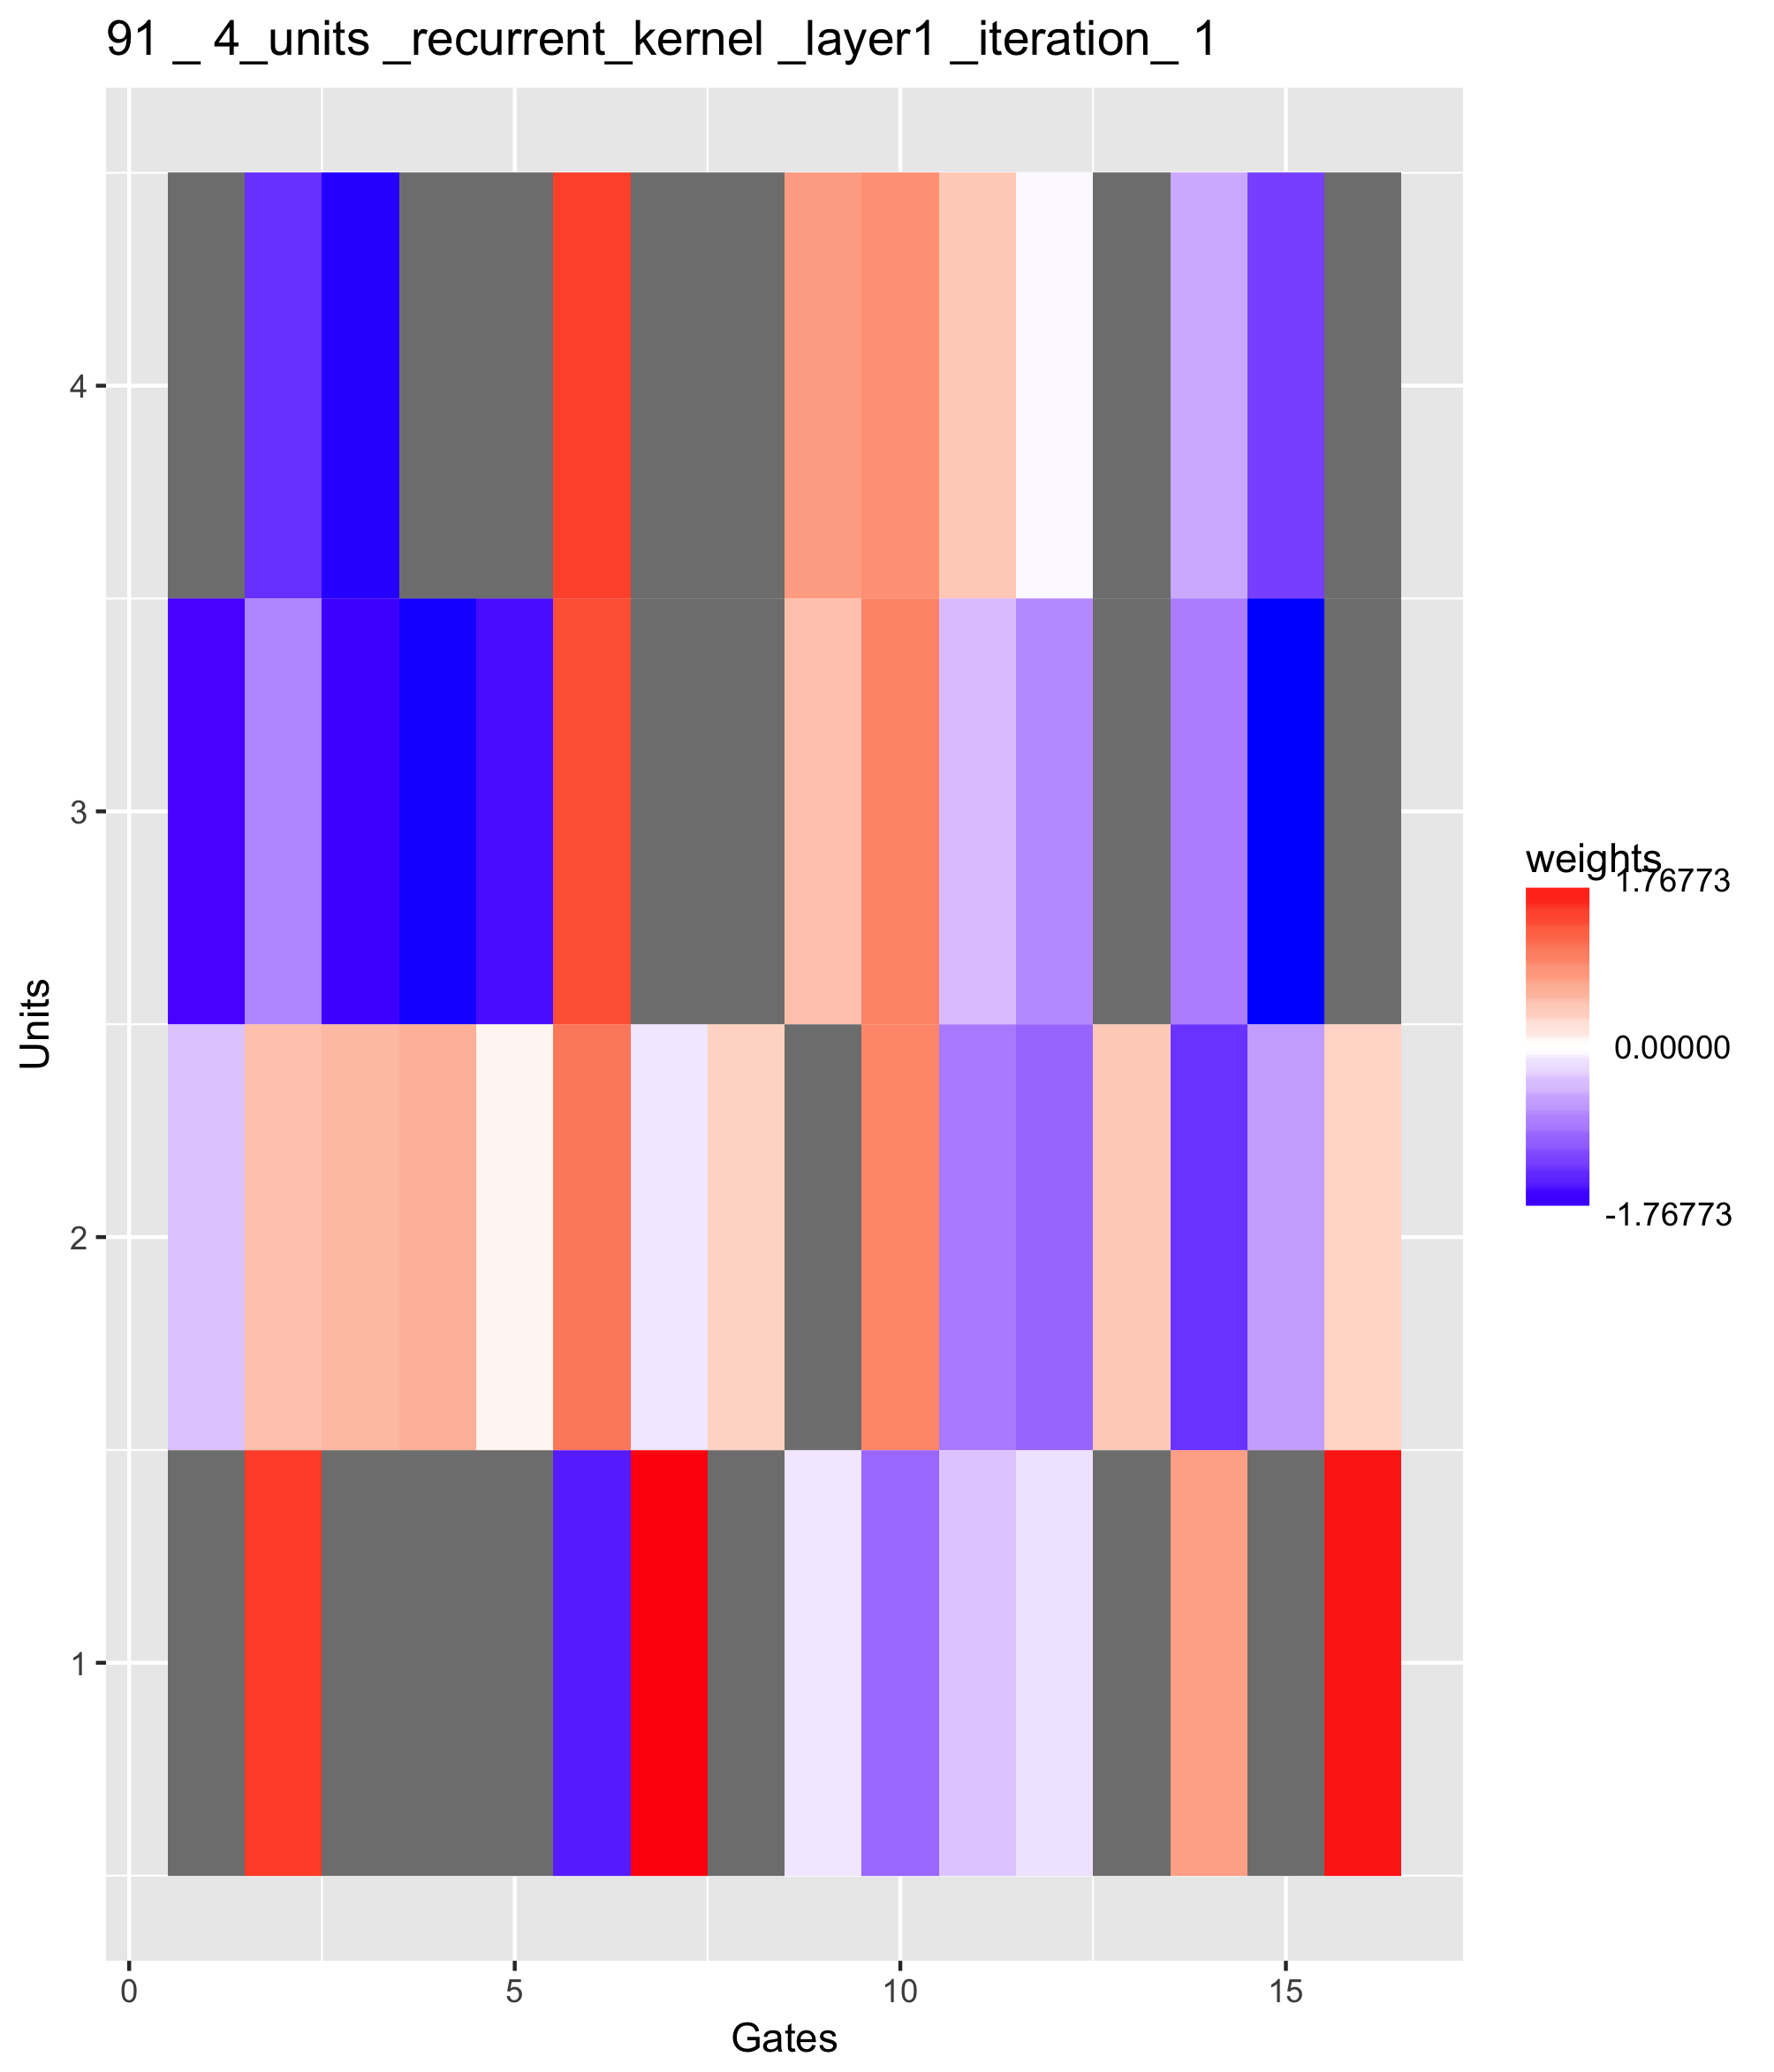 91 _ 4_units _recurrent_kernel _layer1 _iteration_ 1
4
3
2
1
Units
0 5 10 15
Gates
weights
1.76773
0.00000
-1.76773